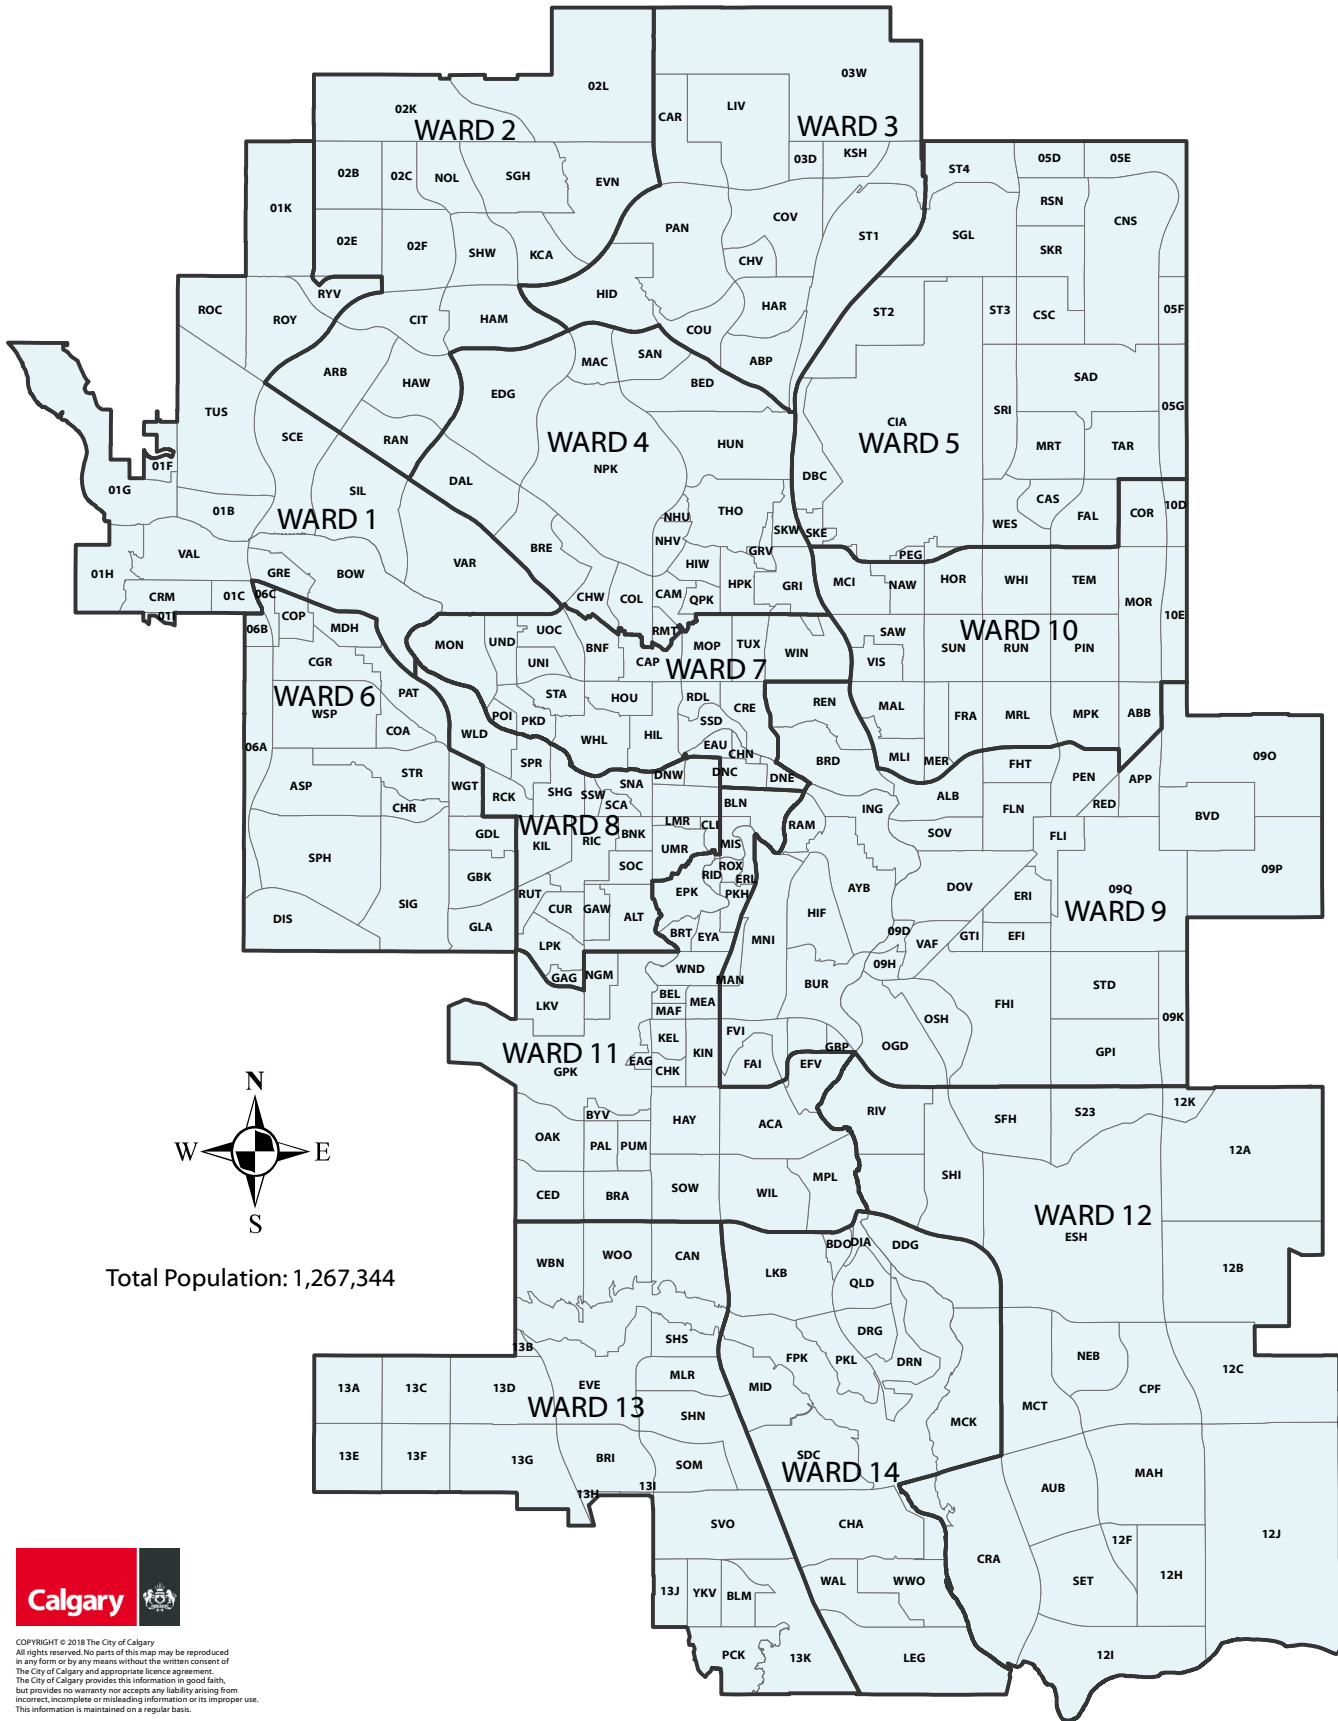 03W
02L
02K
LIV
CAR
WARD 2
WARD 3
03D
KSH
ST4
05D
05E
02B
02C
NOL
SGH
EVN
01K
RSN
CNS
PAN
COV
ST1
SGL
02E
02F
SHW
KCA
SKR
CHV
RYV
HID
ROC
ROY
CIT
HAM
HAR
ST2
ST3
CSC
05F
COU
MAC
SAN
ABP
ARB
HAW
EDG
BED
SAD
05G
TUS
SCE
RAN
WARD 4
NPK
HUN
CIA
WARD 5
SRI
MRT
TAR
01F
01G
DAL
DBC
SIL
01B
WARD 1
NHU
THO
SKW
SKE
WES
CAS
FAL
COR
10D
VAL
BRE
NHV
GRV
PEG
01H
GRE
BOW
VAR
HIW
HPK
GRI
MCI
NAW
HOR
WHI
TEM
MOR
CRM
01C
06C
CHW
COL
CAM
QPK
01I
COP
06B
MDH
MON
UND
UOC
RMT
10E
BNF
MOP
TUX
WIN
SAW
WARD 10
SUN
RUN
PIN
CGR
UNI
CAP
WARD 7
VIS
WARD 6
PAT
STA
HOU
RDL
CRE
REN
MAL
FRA
MRL
MPK
ABB
WSP
COA
WLD
POI
PKD
SSD
06A
WHL
HIL
EAU
CHN
BRD
MLI
MER
FHT
09O
ASP
STR
WGT
SPR
DNW
DNC
DNE
PEN
APP
CHR
RCK
SHG
SSW
SNA
SCA
BLN
ING
ALB
FLN
RED
BVD
GDL
WARD 8
KIL
RIC
BNK
LMR
CLI
RAM
SOV
FLI
SPH
UMR
MIS
GBK
SOC
ROX
RID
ERL
09P
SIG
RUT
EPK
PKH
AYB
DOV
ERI
09Q
WARD 9
DIS
GLA
CUR
GAW
ALT
HIF
LPK
BRT
EYA
MNI
09D
VAF
GTI
EFI
GAG
NGM
WND
MAN
BUR
09H
STD
LKV
BEL
MEA
MAF
FHI
OSH
09K
FVI
KEL
KIN
OGD
GPI
WARD 11
GPK
EAG
CHK
FAI
EFV
GBP
N
BYV
HAY
ACA
RIV
SFH
S23
12K
OAK
PAL
PUM
W
E
12A
CED
BRA
SOW
WIL
MPL
SHI
S
WARD 12
ESH
WBN
WOO
CAN
LKB
BDO
DIA
DDG
Total Population: 1,267,344
QLD
12B
SHS
DRG
13B
FPK
PKL
DRN
NEB
12C
13A
13C
13D
EVE
MLR
MID
CPF
WARD 13
SHN
MCK
MCT
13E
13F
13G
BRI
SOM
SDC
WARD 14
MAH
13H
13I
AUB
SVO
CHA
12F
12J
CRA
Calgary
13J
YKV
BLM
WAL
WWO
SET
12H
PCK
13K
LEG
12I
COPYRIGHT © 2018 The City of Calgary
All rights reserved. No parts of this map may be reproduced
in any form or by any means without the written consent of
The City of Calgary and appropriate licence agreement.
The City of Calgary provides this information in good faith,
but provides no warranty nor accepts any liability arising from
incorrect, incomplete or misleading information or its improper use.
This information is maintained on a regular basis.